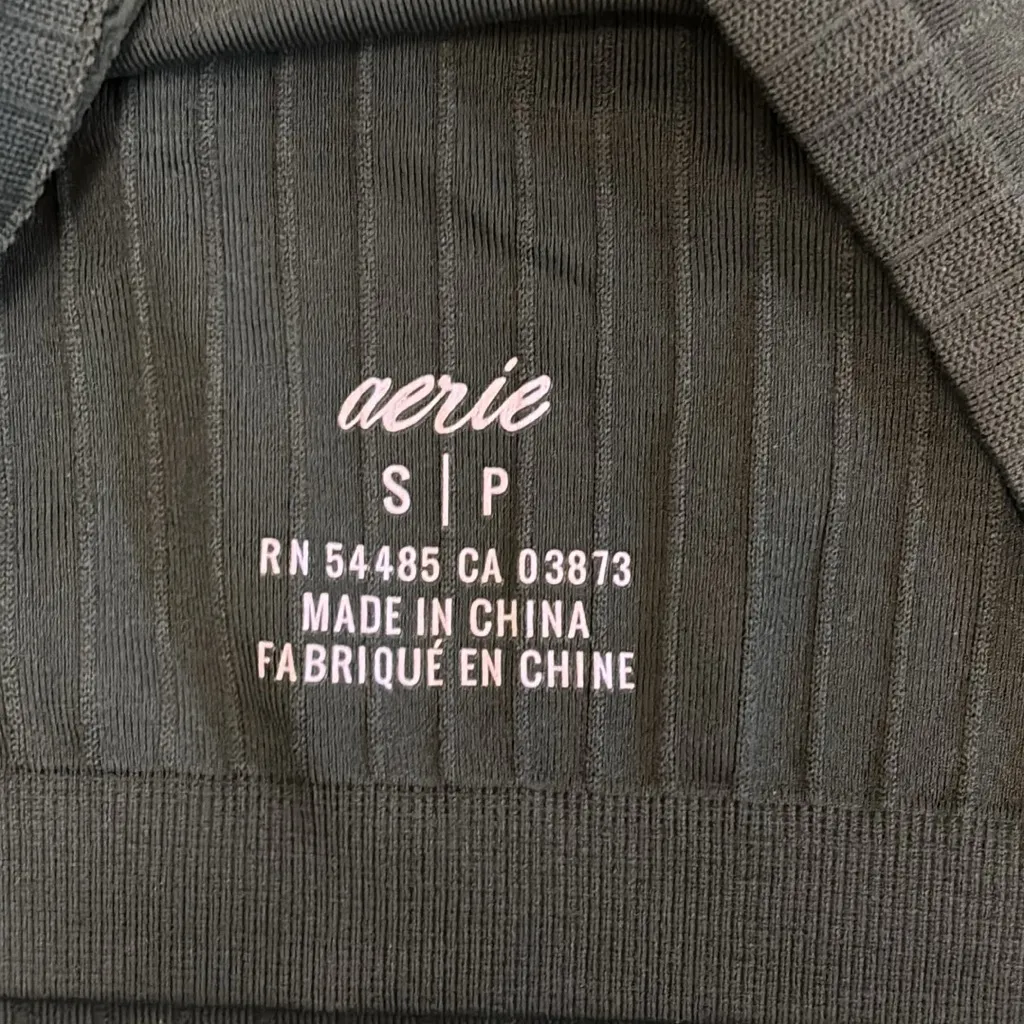 aerie
S | P
RN 54485 CA 03873
MADE IN CHINA
FABRIQUÉ EN CHINE